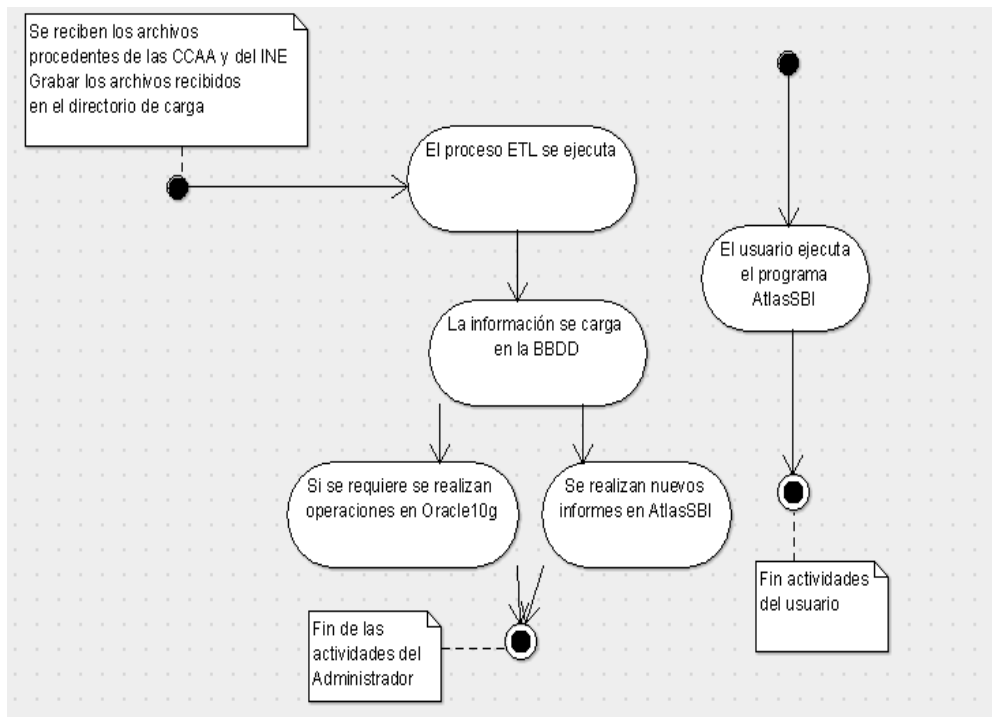 Se reciben los archivos
procedentes de las CCAA y del INE
Grabar los archivos recibidos
en el directorio de carga
El proceso ETL se ejecuta
El usuario ejecuta
el programa
AtlasSBI
La información se carga
en la BBDD
Si se requiere se realizan
operaciones en Oracle10g
Se realizan nuevos
informes en AtlasSBI
Fin actividades
del usuario
Fin de las
actividades del
Administrador